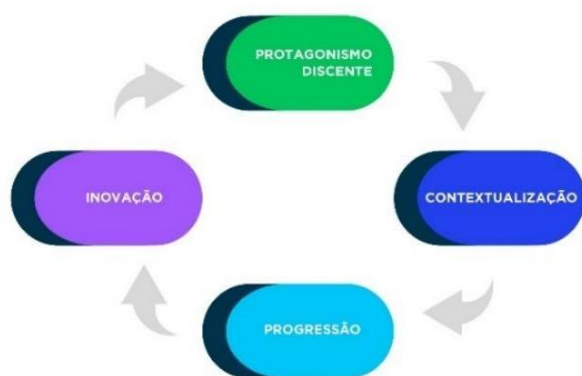 PROTAGONISMO
DISCENTE
INOVAÇÃO
CONTEXTUALIZAÇÃO
PROGRESSÃO